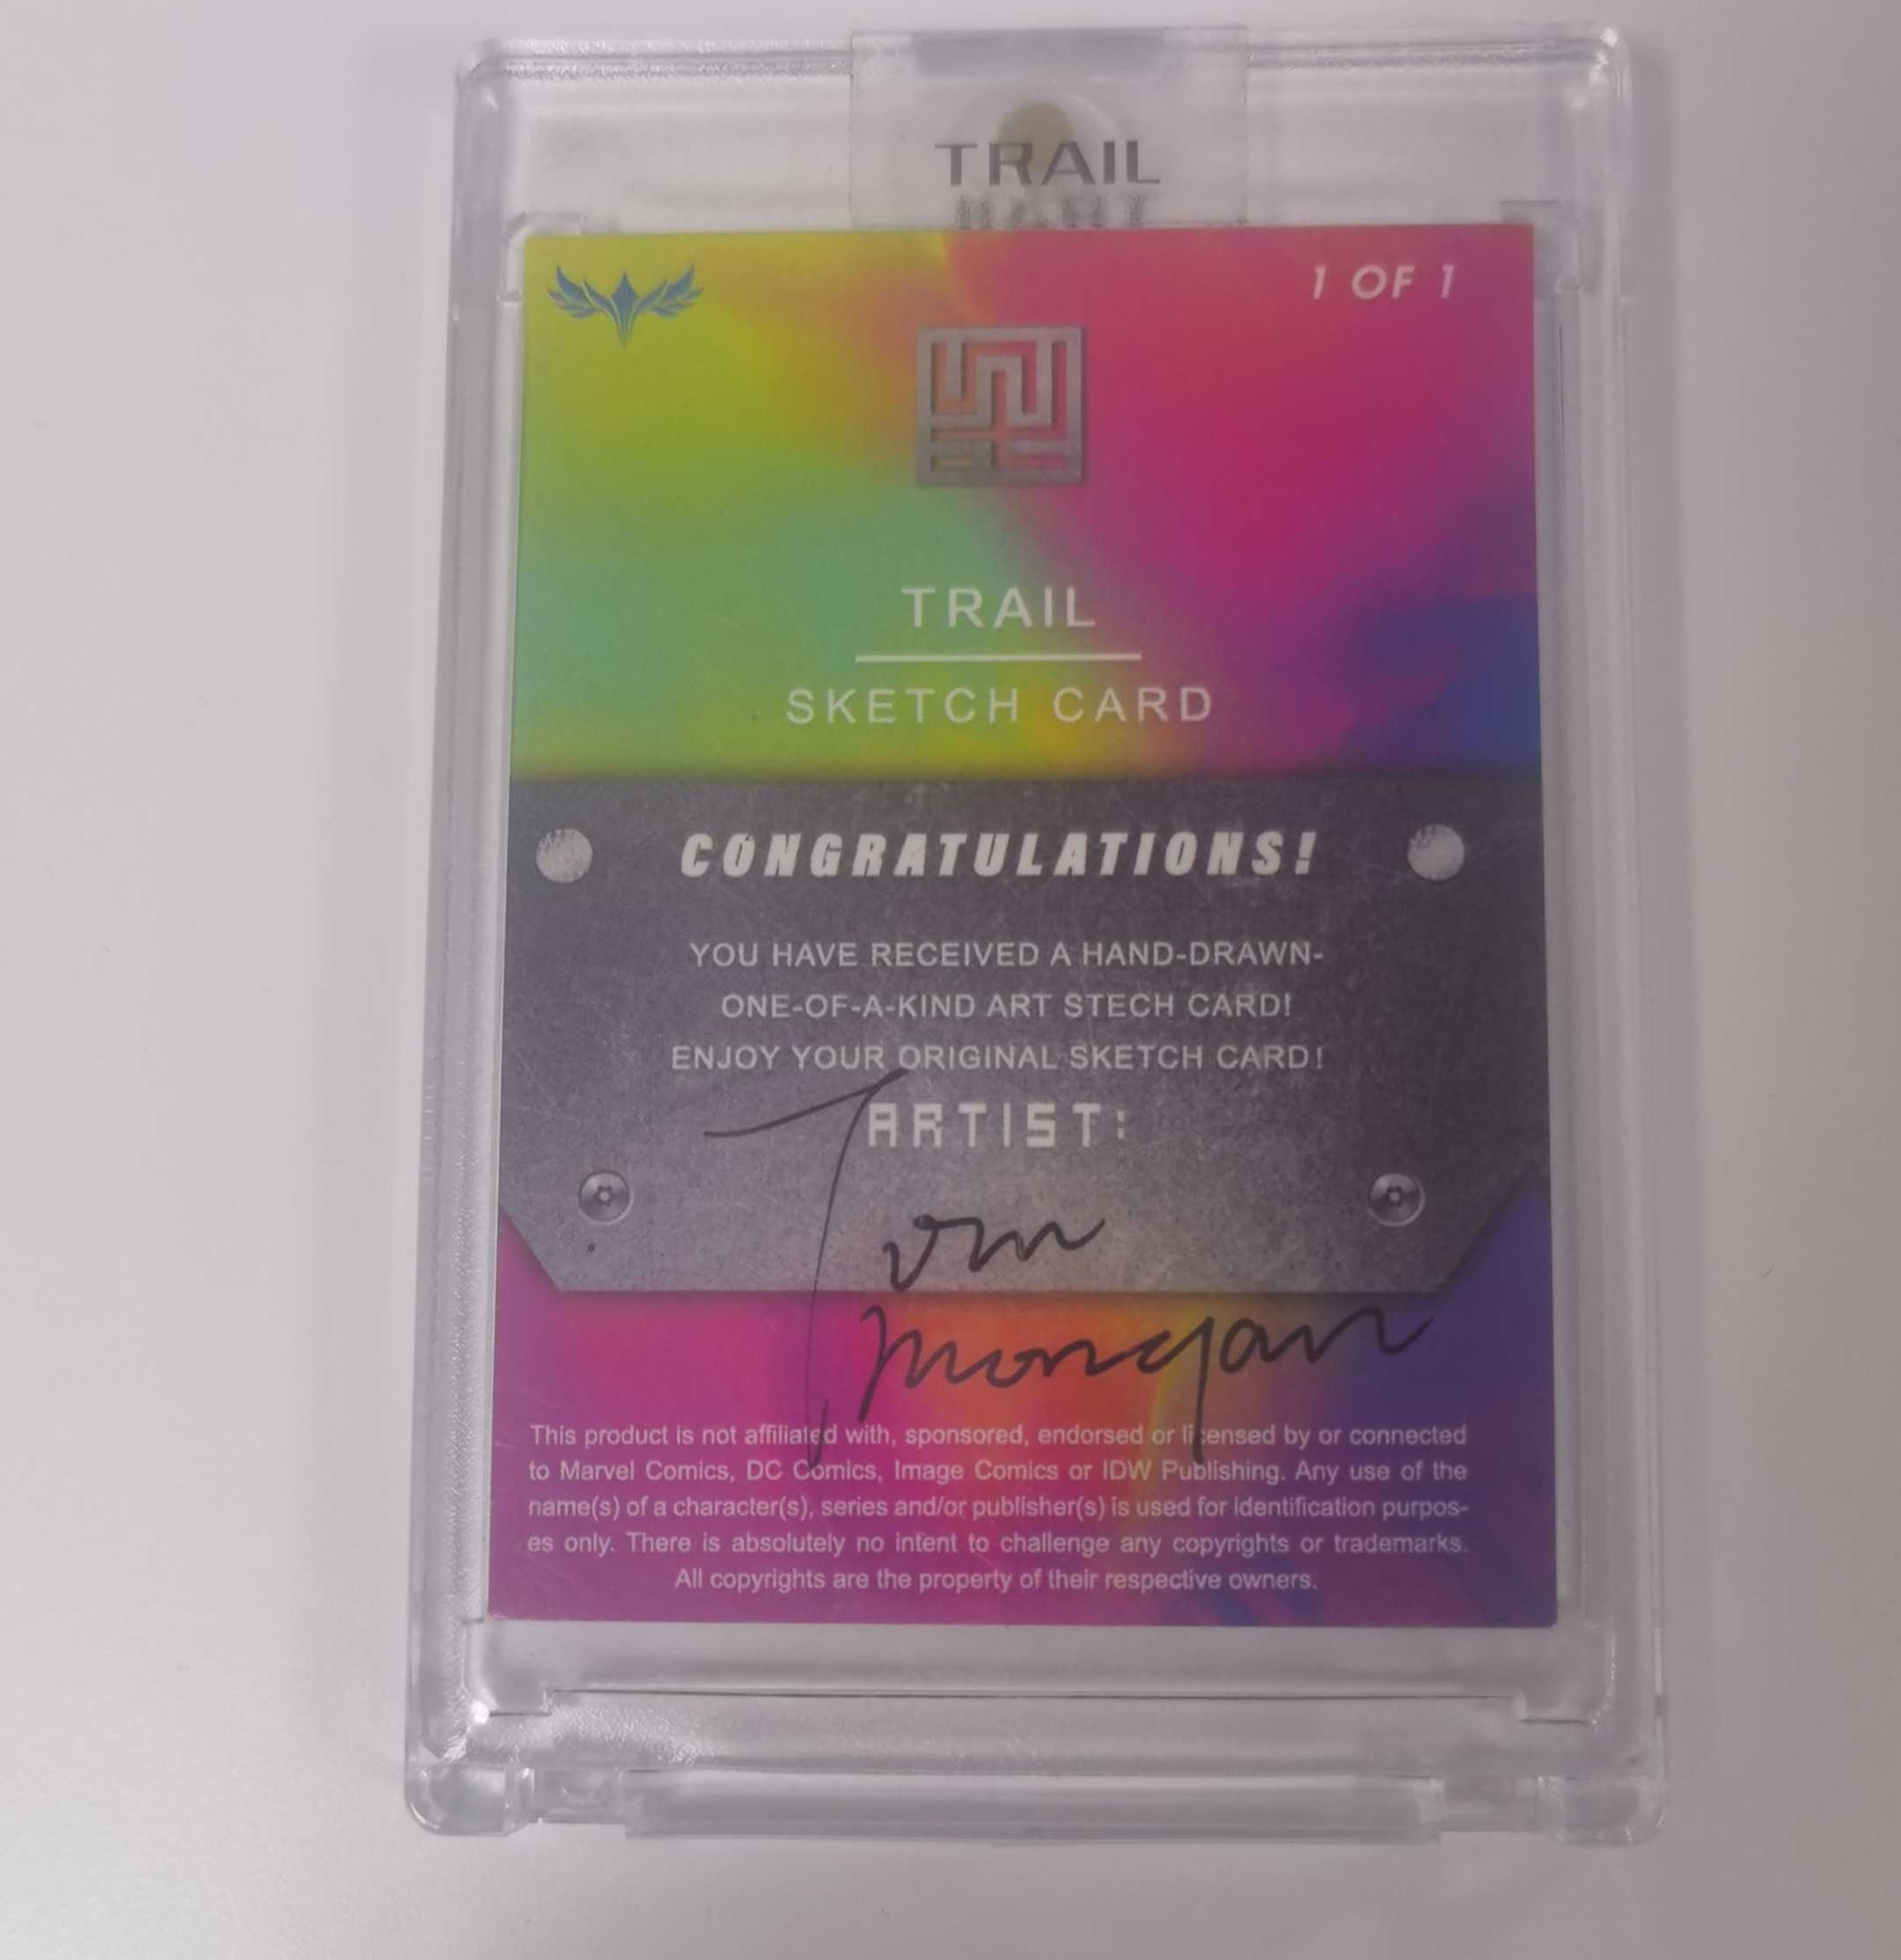 TRAIL
1 OF 1
TRAIL
SKETCH CARD
CONGRATULATIONS!
YOU HAVE RECEIVED A HAND-DRAWN-
ONE-OF-A-KIND ART STECH CARD!
ENJOY YOUR ORIGINAL SKETCH CARD!
ARTIST:
Tom
Morgan
This product is not affiliated with, sponsored, endorsed or licensed by or connected
to Marvel Comics, DC Comics, Image Comics or IDW Publishing. Any use of the
name(s) of a character(s), series and/or publisher(s) is used for identification purpos-
es only. There is absolutely no intent to challenge any copyrights or trademarks.
All copyrights are the property of their respective owners.